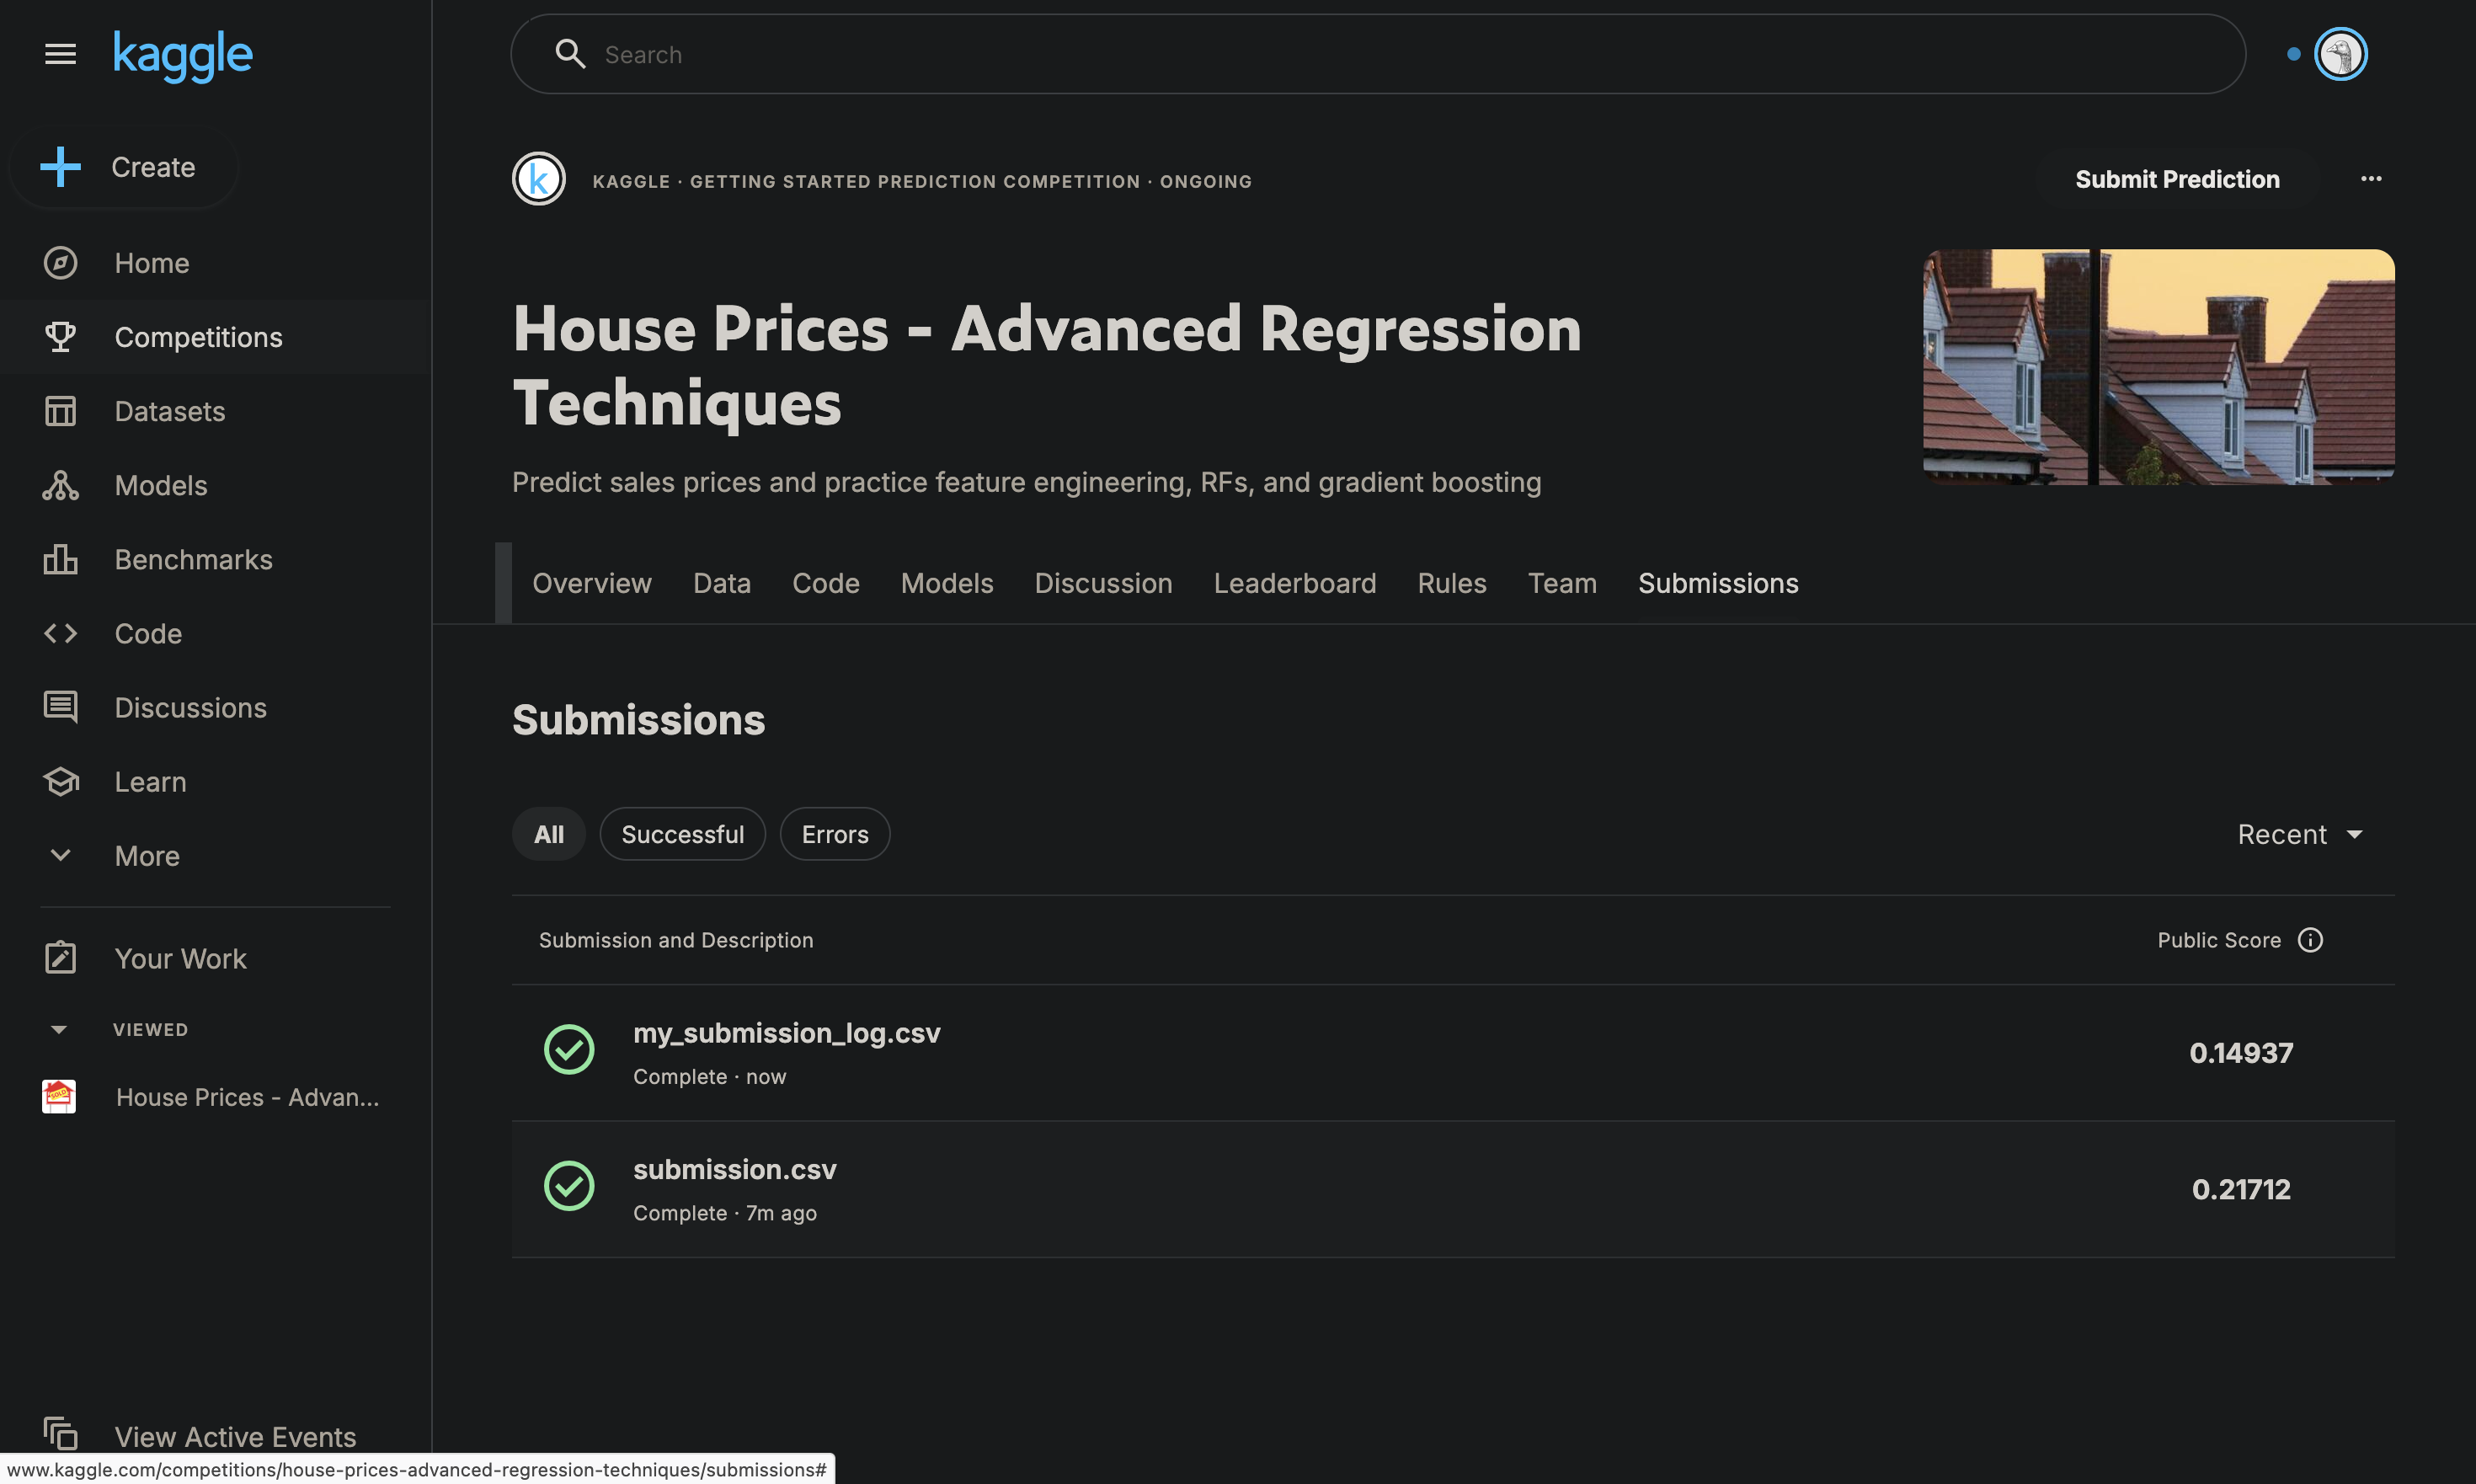 kaggle
Search
Create
Home
Competitions
Datasets
Models
Benchmarks
Code
Discussions
Learn
More
Your Work
VIEWED
House Prices - Advan...
View Active Events
www.kaggle.com/competitions/house-prices-advanced-regression-techniques/submissions#
k
KAGGLE · GETTING STARTED PREDICTION COMPETITION · ONGOING
Submit Prediction
House Prices - Advanced Regression
Techniques
Predict sales prices and practice feature engineering, RFs, and gradient boosting
Overview Data Code Models Discussion Leaderboard Rules Team Submissions
Submissions
All Successful Errors
Recent
Submission and Description Public Score
my_submission_log.csv
Complete · now
0.14937
submission.csv
Complete · 7m ago
0.21712